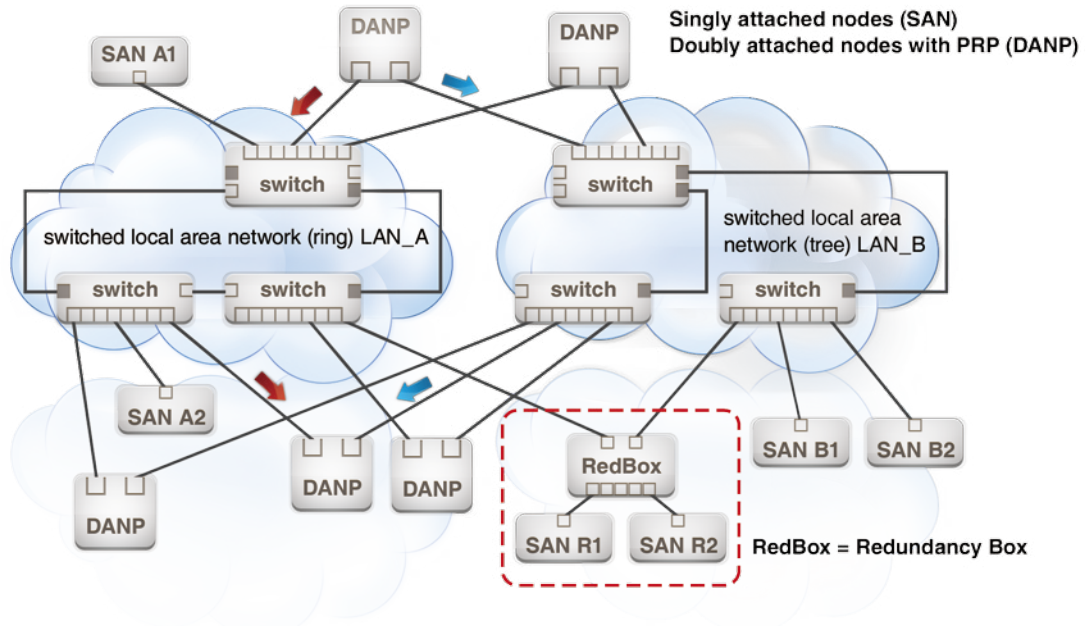 Singly attached nodes (SAN)
Doubly attached nodes with PRP (DANP)
SAN A1
DANP
DANP
switch
switch
switched local area network (ring) LAN_A
switched local area
network (tree) LAN_B
switch
switch
switch
switch
SAN A2
SAN B1
SAN B2
DANP
DANP
DANP
RedBox
SAN R1
SAN R2
RedBox = Redundancy Box